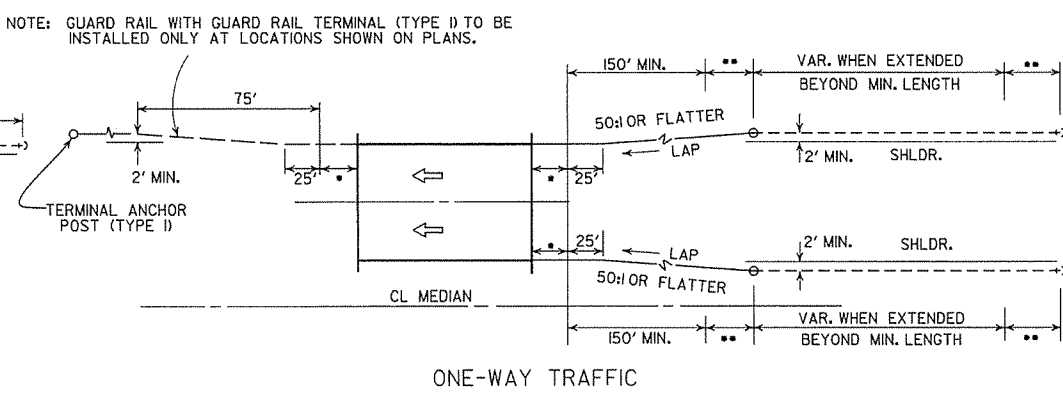 NOTE: GUARD RAIL WITH GUARD RAIL TERMINAL (TYPE I) TO BE
INSTALLED ONLY AT LOCATIONS SHOWN ON PLANS.
150' MIN.
**
VAR. WHEN EXTENDED
BEYOND MIN. LENGTH
**
75'
50:1 OR FLATTER
LAP
2' MIN.
SHLDR.
2' MIN.
25'
*
*
25'
TERMINAL ANCHOR
POST (TYPE I)
*
25'
LAP
50:1 OR FLATTER
2' MIN.
SHLDR.
CL MEDIAN
150' MIN.
**
VAR. WHEN EXTENDED
BEYOND MIN. LENGTH
**
ONE-WAY TRAFFIC